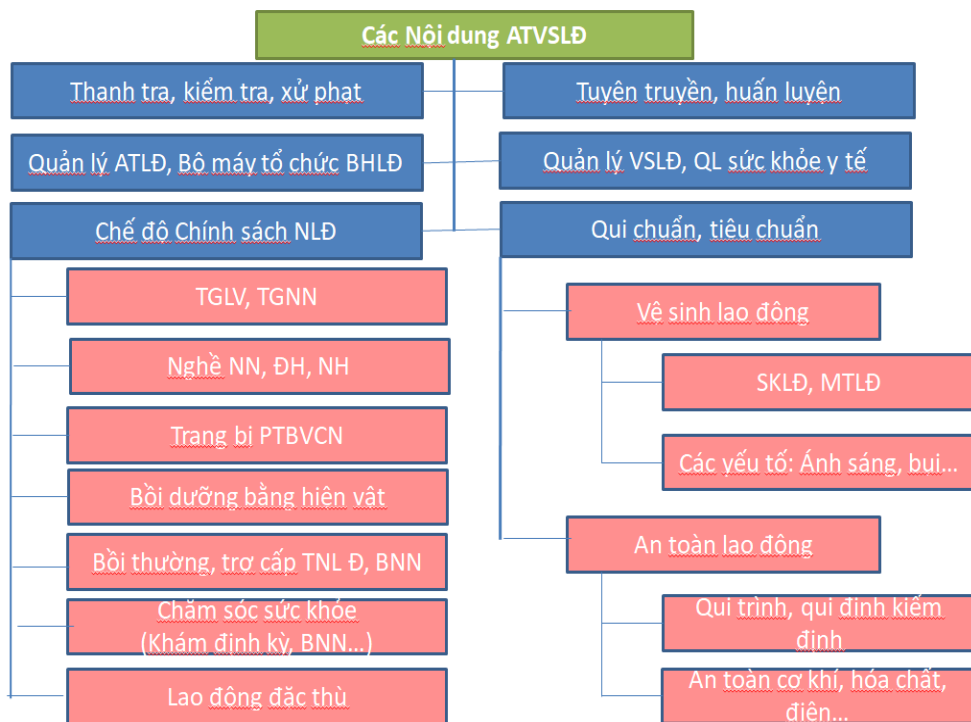 Các Nội dung ATVSLĐ
Thanh tra, kiểm tra, xử phạt
Tuyên truyền, huấn luyện
Quản lý ATLĐ, Bộ máy tổ chức BHLĐ
Quản lý VSLĐ, QL sức khỏe y tế
Chế độ Chính sách NLĐ
Qui chuẩn, tiêu chuẩn
TGLV, TGNN
Nghề NN, ĐH, NH
Trang bị PTBVCN
Bồi dưỡng bằng hiện vật
Bồi thường, trợ cấp TNL Đ, BNN
Chăm sóc sức khỏe
(Khám định kỳ, BNN...)
Lao động đặc thù
Vệ sinh lao động
SKLĐ, MTLĐ
Các yếu tố: Ánh sáng, bụi...
An toàn lao động
Qui trình, qui định kiểm
định
An toàn cơ khí, hóa chất,
điện...